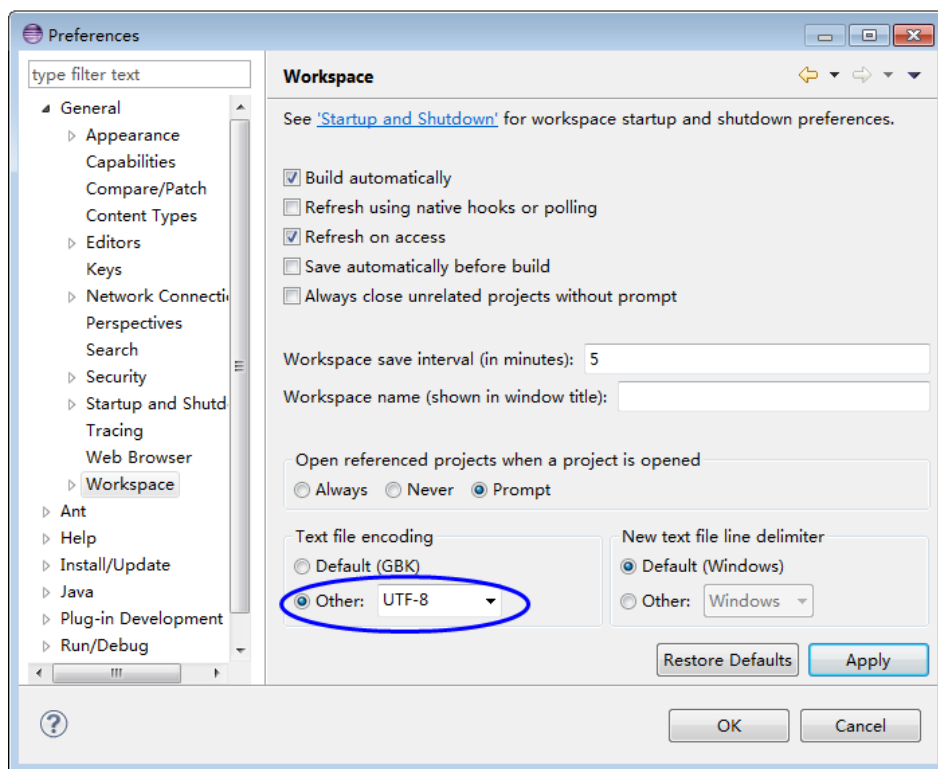 Preferences
type filter text
General
Appearance
Capabilities
Compare/Patch
Content Types
Editors
Keys
Network Connecti
Perspectives
Search
Security
Startup and Shutd
Tracing
Web Browser
Workspace
Ant
Help
Install/Update
Java
Plug-in Development
Run/Debug
Workspace
See 'Startup and Shutdown' for workspace startup and shutdown preferences.
Build automatically
Refresh using native hooks or polling
Refresh on access
Save automatically before build
Always close unrelated projects without prompt
Workspace save interval (in minutes): 5
Workspace name (shown in window title):
Open referenced projects when a project is opened
Always Never Prompt
Text file encoding
Default (GBK)
Other: UTF-8
New text file line delimiter
Default (Windows)
Other: Windows
Restore Defaults Apply
OK Cancel